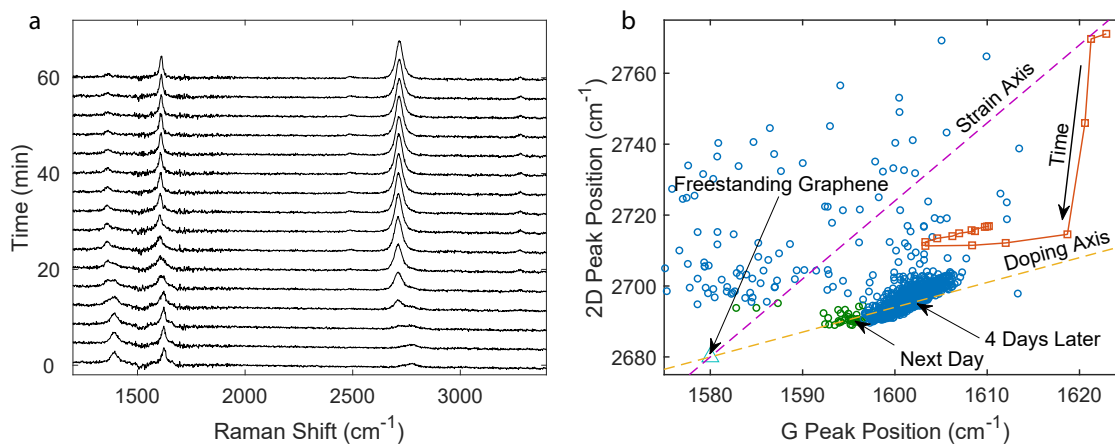 a
60
40
20
0
Time (min)
1500
2000
2500
3000
Raman Shift (cm⁻¹)
b
2760
2740
2720
2700
2680
2D Peak Position (cm⁻¹)
1580
1590
1600
1610
1620
G Peak Position (cm⁻¹)
Strain Axis
Time
Freestanding Graphene
Doping Axis
4 Days Later
Next Day